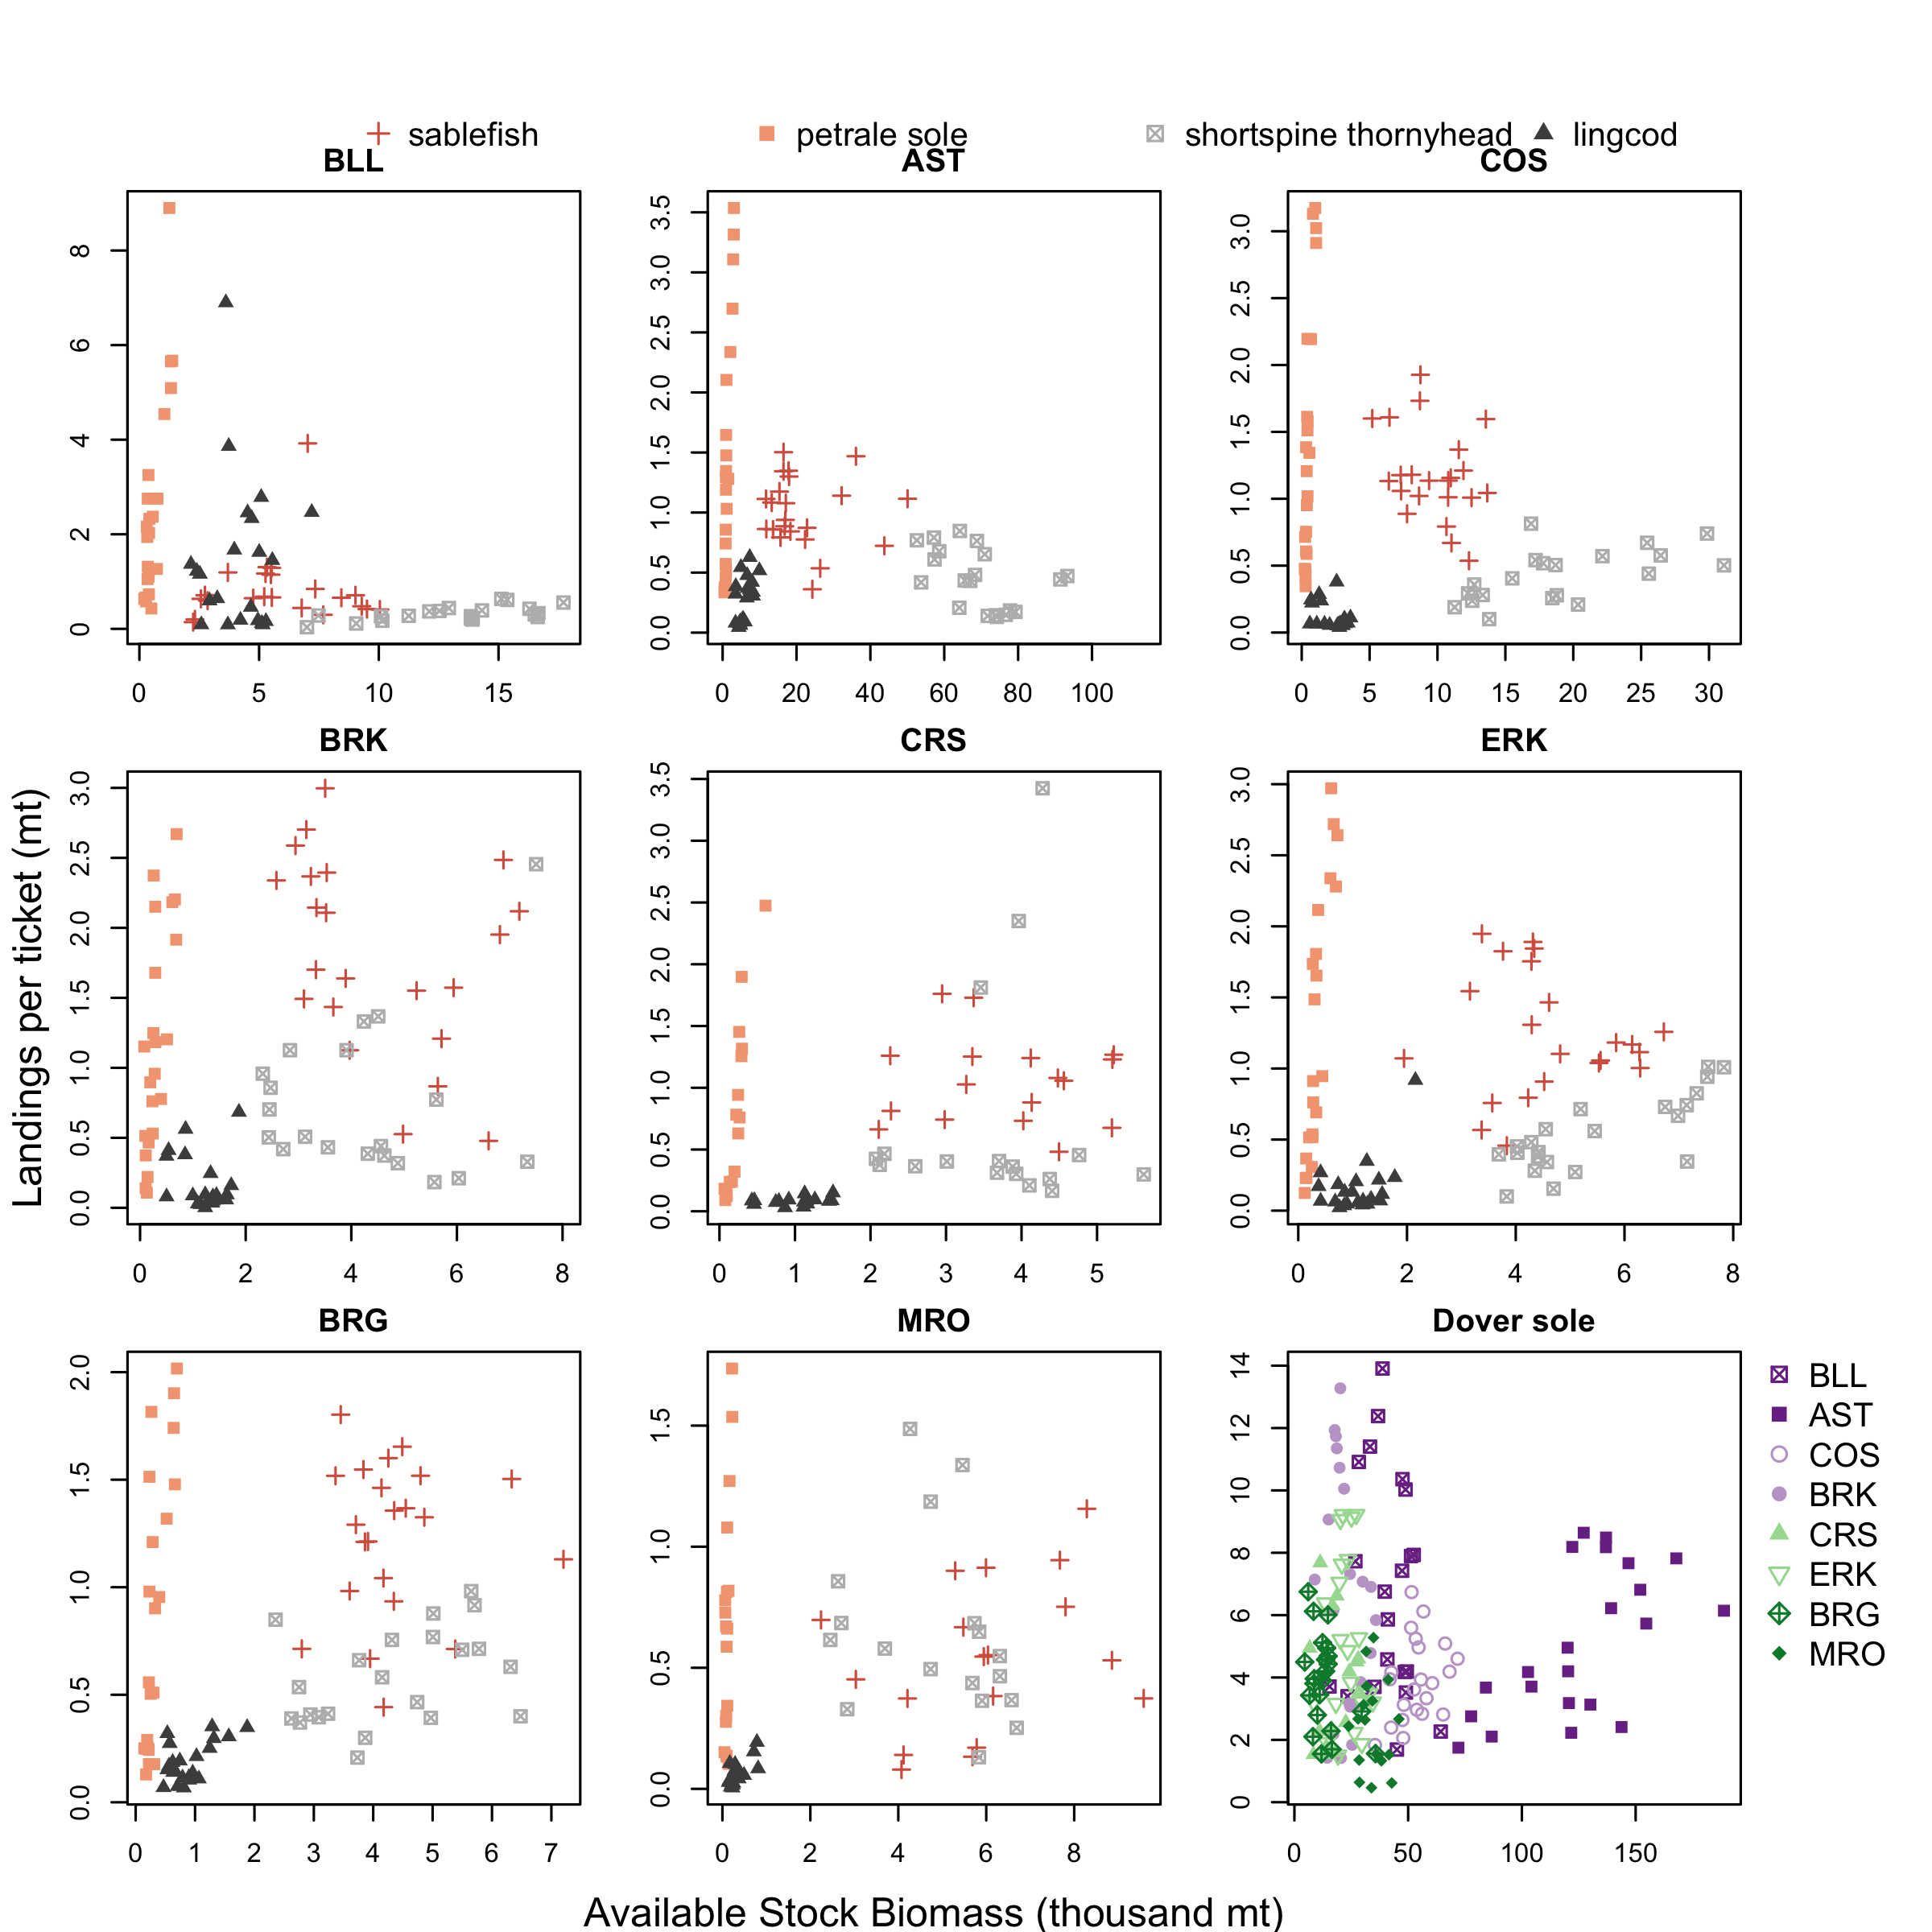 sablefish petrale sole shortspine thornyhead lingcod
BLL AST COS
0 2 4 6 8
0 5 10 15
0.0 0.5 1.0 1.5 2.0 2.5 3.0 3.5
0 20 40 60 80 100
0.0 0.5 1.0 1.5 2.0 2.5 3.0
0 5 10 15 20 25 30
BRK CRS ERK
0.0 0.5 1.0 1.5 2.0 2.5 3.0
0 2 4 6 8
0.0 0.5 1.0 1.5 2.0 2.5 3.0 3.5
0 1 2 3 4 5
0.0 0.5 1.0 1.5 2.0 2.5 3.0
0 2 4 6 8
Landings per ticket (mt)
BRG MRO Dover sole
0.0 0.5 1.0 1.5 2.0
0 1 2 3 4 5 6 7
0.0 0.5 1.0 1.5
0 2 4 6 8
0 2 4 6 8 10 12 14
0 50 100 150
BLL
AST
COS
BRK
CRS
ERK
BRG
MRO
Available Stock Biomass (thousand mt)